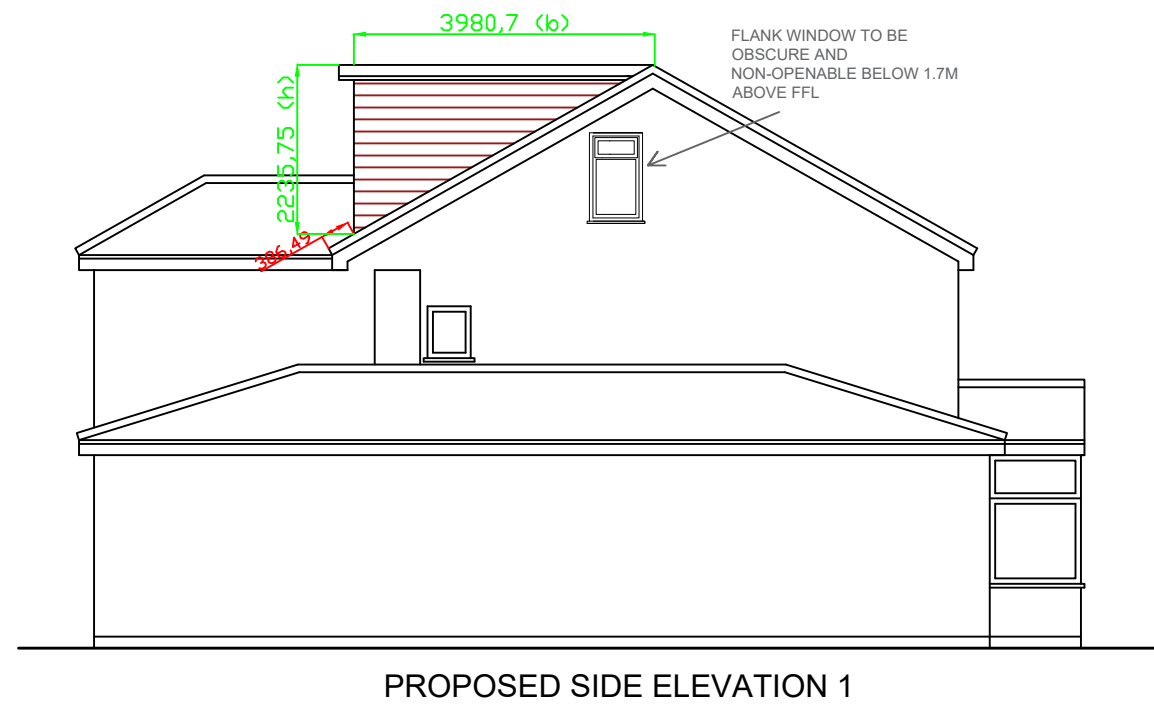 3980,7 (b)
FLANK WINDOW TO BE
OBSCURE AND
NON-OPENABLE BELOW 1.7M
ABOVE FFL
2235,75 (h)
386,49
PROPOSED SIDE ELEVATION 1